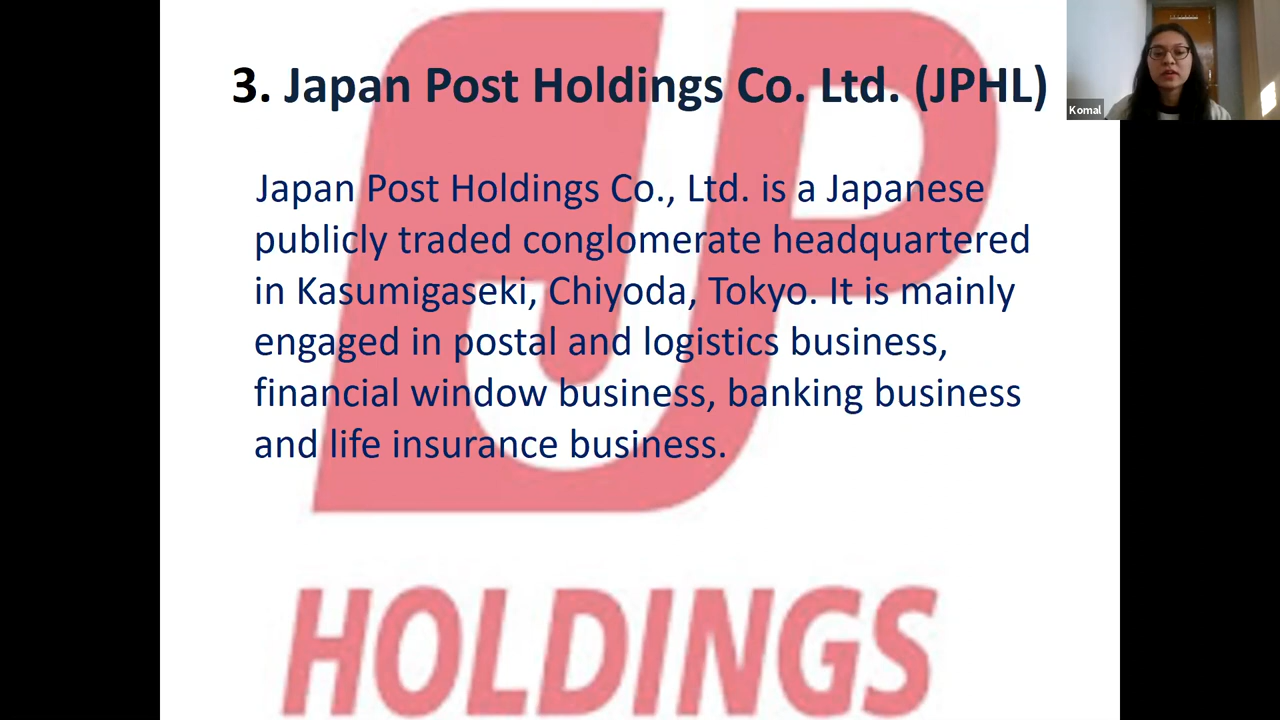 3. Japan Post Holdings Co. Ltd. (JPHL)
Komal
Japan Post Holdings Co., Ltd. is a Japanese
publicly traded conglomerate headquartered
in Kasumigaseki, Chiyoda, Tokyo. It is mainly
engaged in postal and logistics business,
financial window business, banking business
and life insurance business.
JP
HOLDINGS